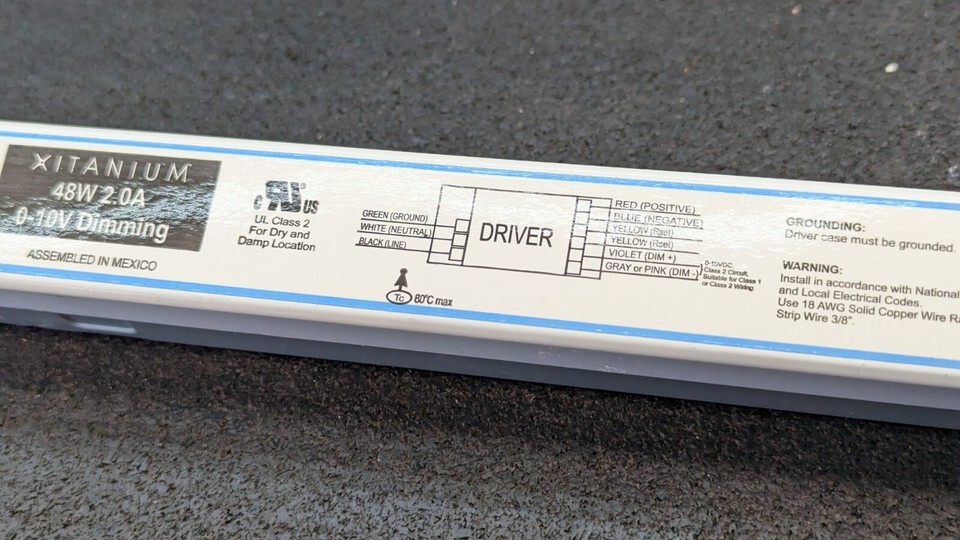 XITANIUM
48W 2.0A
0-10V Dimming
ASSEMBLED IN MEXICO
c UR US
UL Class 2
For Dry and
Damp Location
GREEN (GROUND)
WHITE (NEUTRAL)
BLACK (LINE)
DRIVER
Tc 80°C max
RED (POSITIVE)
BLUE (NEGATIVE)
YELLOW (Rset)
YELLOW (Rset)
VIOLET (DIM +)
GRAY or PINK (DIM -)
0-10VDC
Class 2 Circuit,
Suitable for Class 1
or Class 2 Wiring
GROUNDING:
Driver case must be grounded.
WARNING:
Install in accordance with National
and Local Electrical Codes.
Use 18 AWG Solid Copper Wire Ra
Strip Wire 3/8".